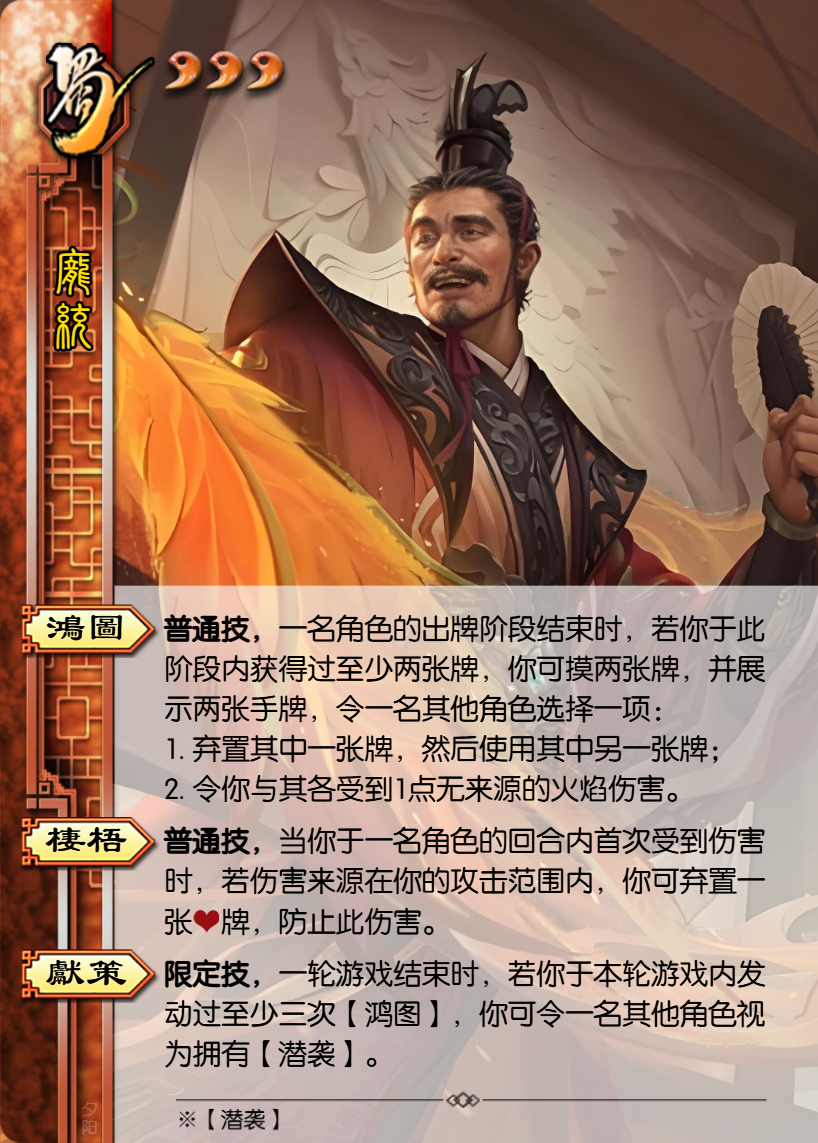 蜀
龐統
鴻圖
普通技，一名角色的出牌阶段结束时，若你于此
阶段内获得过至少两张牌，你可摸两张牌，并展
示两张手牌，令一名其他角色选择一项：
1. 弃置其中一张牌，然后使用其中另一张牌；
2. 令你与其各受到1点无来源的火焰伤害。
棲梧
普通技，当你于一名角色的回合内首次受到伤害
时，若伤害来源在你的攻击范围内，你可弃置一
张❤牌，防止此伤害。
獻策
限定技，一轮游戏结束时，若你于本轮游戏内发
动过至少三次【鸿图】，你可令一名其他角色视
为拥有【潜袭】。
※【潜袭】
夕阳